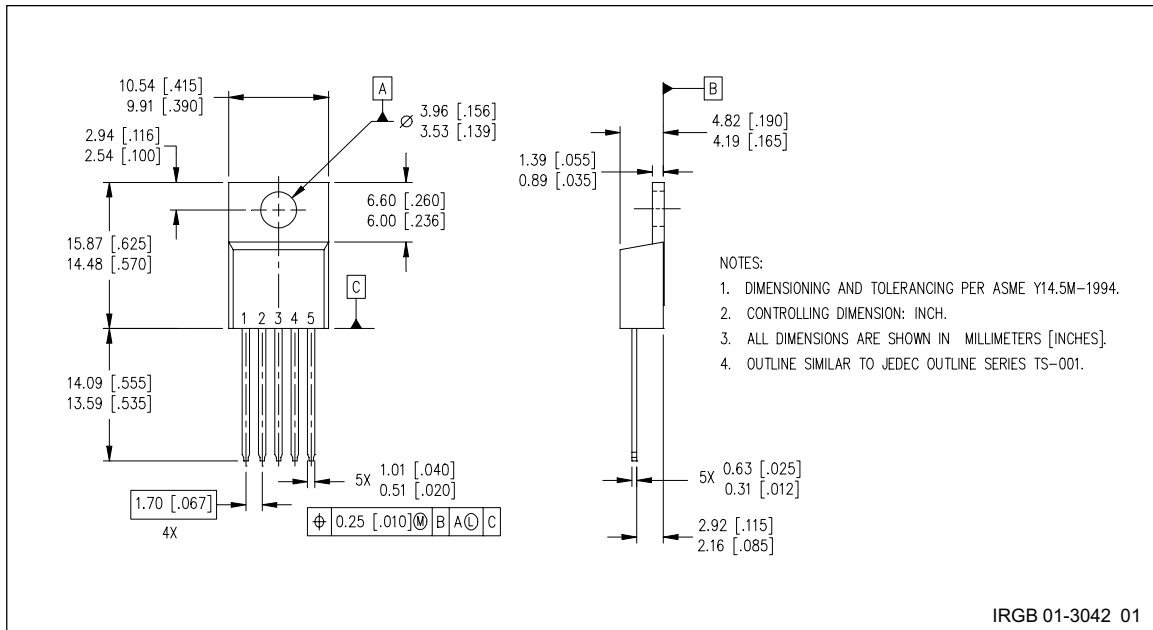 10.54 [.415]
9.91 [.390]
A
⌀ 3.96 [.156]
3.53 [.139]
2.94 [.116]
2.54 [.100]
6.60 [.260]
6.00 [.236]
15.87 [.625]
14.48 [.570]
C
1 2 3 4 5
14.09 [.555]
13.59 [.535]
5X 1.01 [.040]
0.51 [.020]
1.70 [.067]
4X
⌖ 0.25 [.010]Ⓜ B AⓁ C
B
4.82 [.190]
4.19 [.165]
1.39 [.055]
0.89 [.035]
5X 0.63 [.025]
0.31 [.012]
2.92 [.115]
2.16 [.085]
NOTES:
1. DIMENSIONING AND TOLERANCING PER ASME Y14.5M-1994.
2. CONTROLLING DIMENSION: INCH.
3. ALL DIMENSIONS ARE SHOWN IN MILLIMETERS [INCHES].
4. OUTLINE SIMILAR TO JEDEC OUTLINE SERIES TS-001.
IRGB 01-3042 01